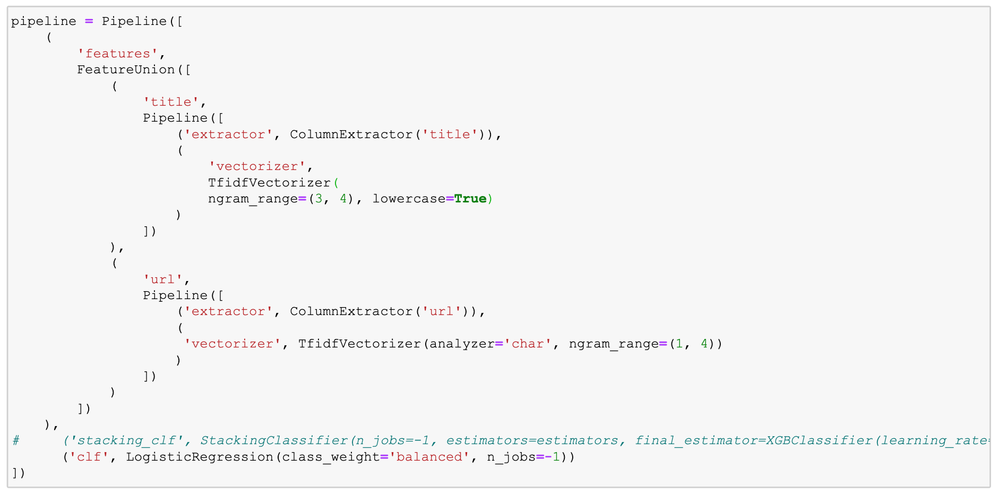 pipeline = Pipeline([
    (
        'features',
        FeatureUnion([
            (
                'title',
                Pipeline([
                    ('extractor', ColumnExtractor('title')),
                    (
                        'vectorizer',
                        TfidfVectorizer(
                        ngram_range=(3, 4), lowercase=True)
                    )
                ])
            ),
            (
                'url',
                Pipeline([
                    ('extractor', ColumnExtractor('url')),
                    (
                     'vectorizer', TfidfVectorizer(analyzer='char', ngram_range=(1, 4))
                    )
                ])
            )
        ])
    ),
#     ('stacking_clf', StackingClassifier(n_jobs=-1, estimators=estimators, final_estimator=XGBClassifier(learning_rate=
      ('clf', LogisticRegression(class_weight='balanced', n_jobs=-1))
])